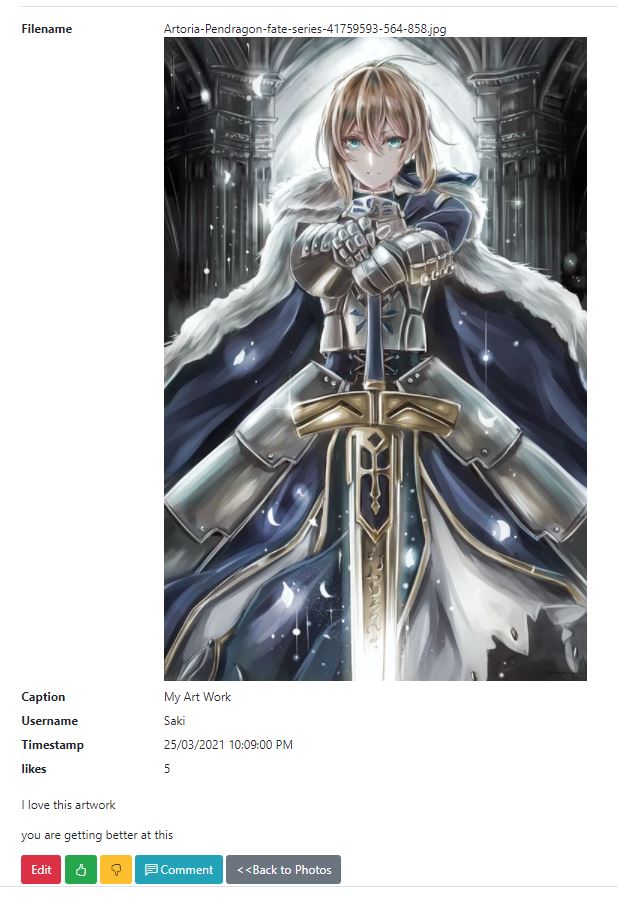 Filename Artoria-Pendragon-fate-series-41759593-564-858.jpg
Caption My Art Work
Username Saki
Timestamp 25/03/2021 10:09:00 PM
likes 5
I love this artwork
you are getting better at this
Edit Comment <<Back to Photos